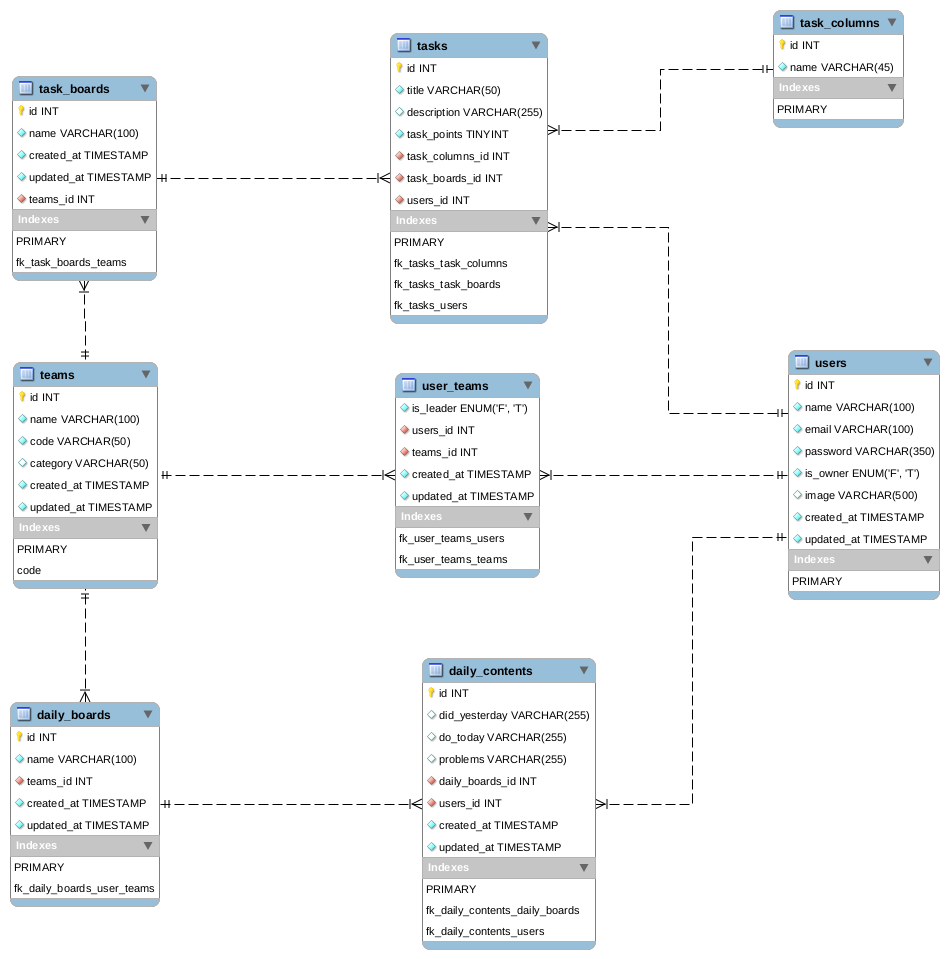 task_boards
id INT
name VARCHAR(100)
created_at TIMESTAMP
updated_at TIMESTAMP
teams_id INT
Indexes
PRIMARY
fk_task_boards_teams
tasks
id INT
title VARCHAR(50)
description VARCHAR(255)
task_points TINYINT
task_columns_id INT
task_boards_id INT
users_id INT
Indexes
PRIMARY
fk_tasks_task_columns
fk_tasks_task_boards
fk_tasks_users
task_columns
id INT
name VARCHAR(45)
Indexes
PRIMARY
teams
id INT
name VARCHAR(100)
code VARCHAR(50)
category VARCHAR(50)
created_at TIMESTAMP
updated_at TIMESTAMP
Indexes
PRIMARY
code
user_teams
is_leader ENUM('F', 'T')
users_id INT
teams_id INT
created_at TIMESTAMP
updated_at TIMESTAMP
Indexes
fk_user_teams_users
fk_user_teams_teams
users
id INT
name VARCHAR(100)
email VARCHAR(100)
password VARCHAR(350)
is_owner ENUM('F', 'T')
image VARCHAR(500)
created_at TIMESTAMP
updated_at TIMESTAMP
Indexes
PRIMARY
daily_boards
id INT
name VARCHAR(100)
teams_id INT
created_at TIMESTAMP
updated_at TIMESTAMP
Indexes
PRIMARY
fk_daily_boards_user_teams
daily_contents
id INT
did_yesterday VARCHAR(255)
do_today VARCHAR(255)
problems VARCHAR(255)
daily_boards_id INT
users_id INT
created_at TIMESTAMP
updated_at TIMESTAMP
Indexes
PRIMARY
fk_daily_contents_daily_boards
fk_daily_contents_users